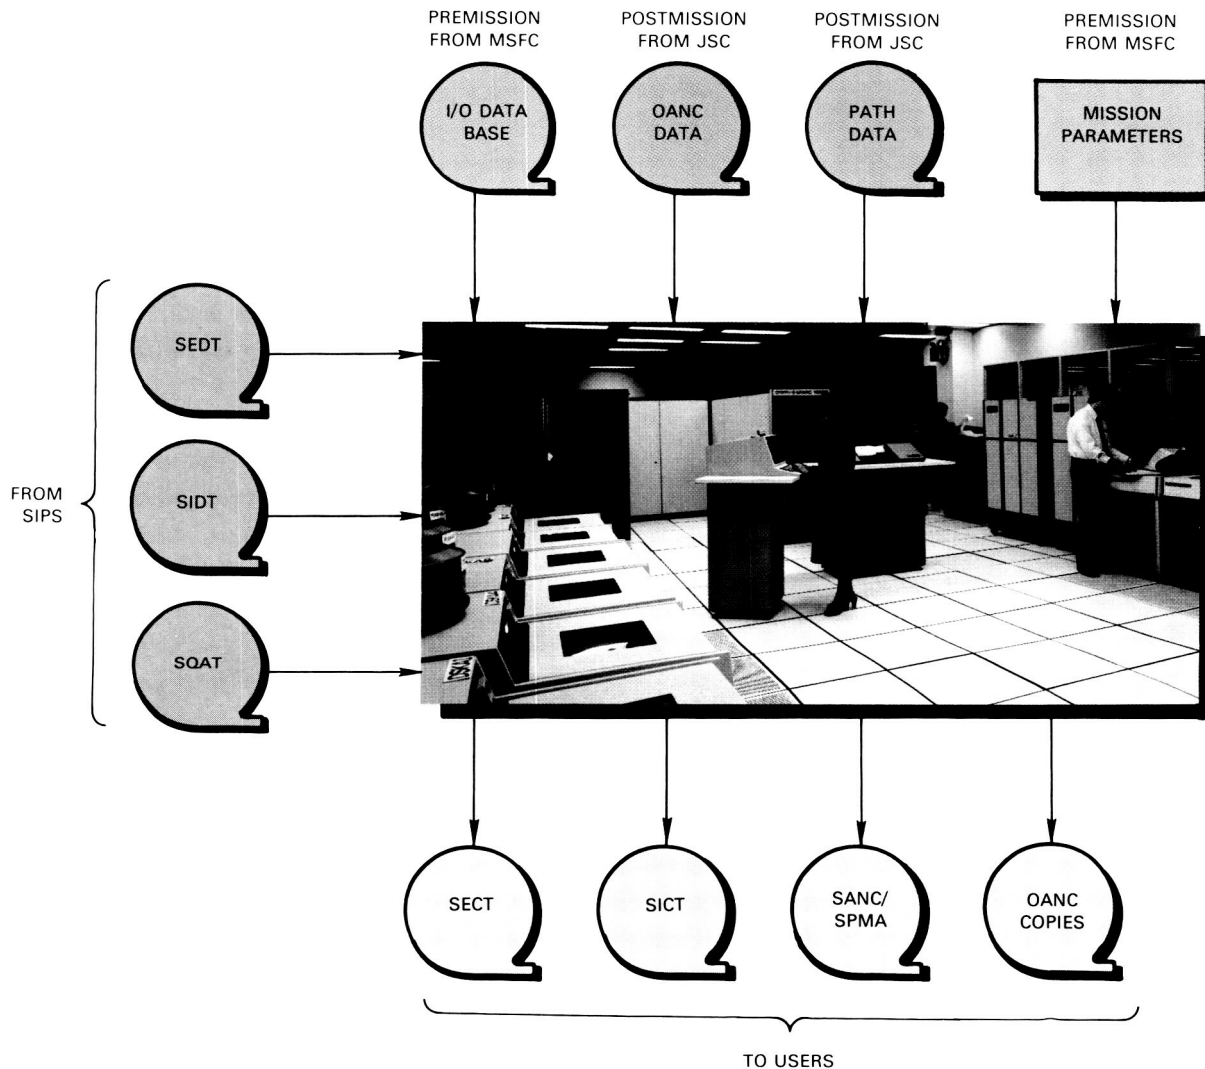 PREMISSION
FROM MSFC
POSTMISSION
FROM JSC
POSTMISSION
FROM JSC
PREMISSION
FROM MSFC
I/O DATA
BASE
OANC
DATA
PATH
DATA
MISSION
PARAMETERS
FROM
SIPS
SEDT
SIDT
SQAT
SECT
SICT
SANC/
SPMA
OANC
COPIES
TO USERS